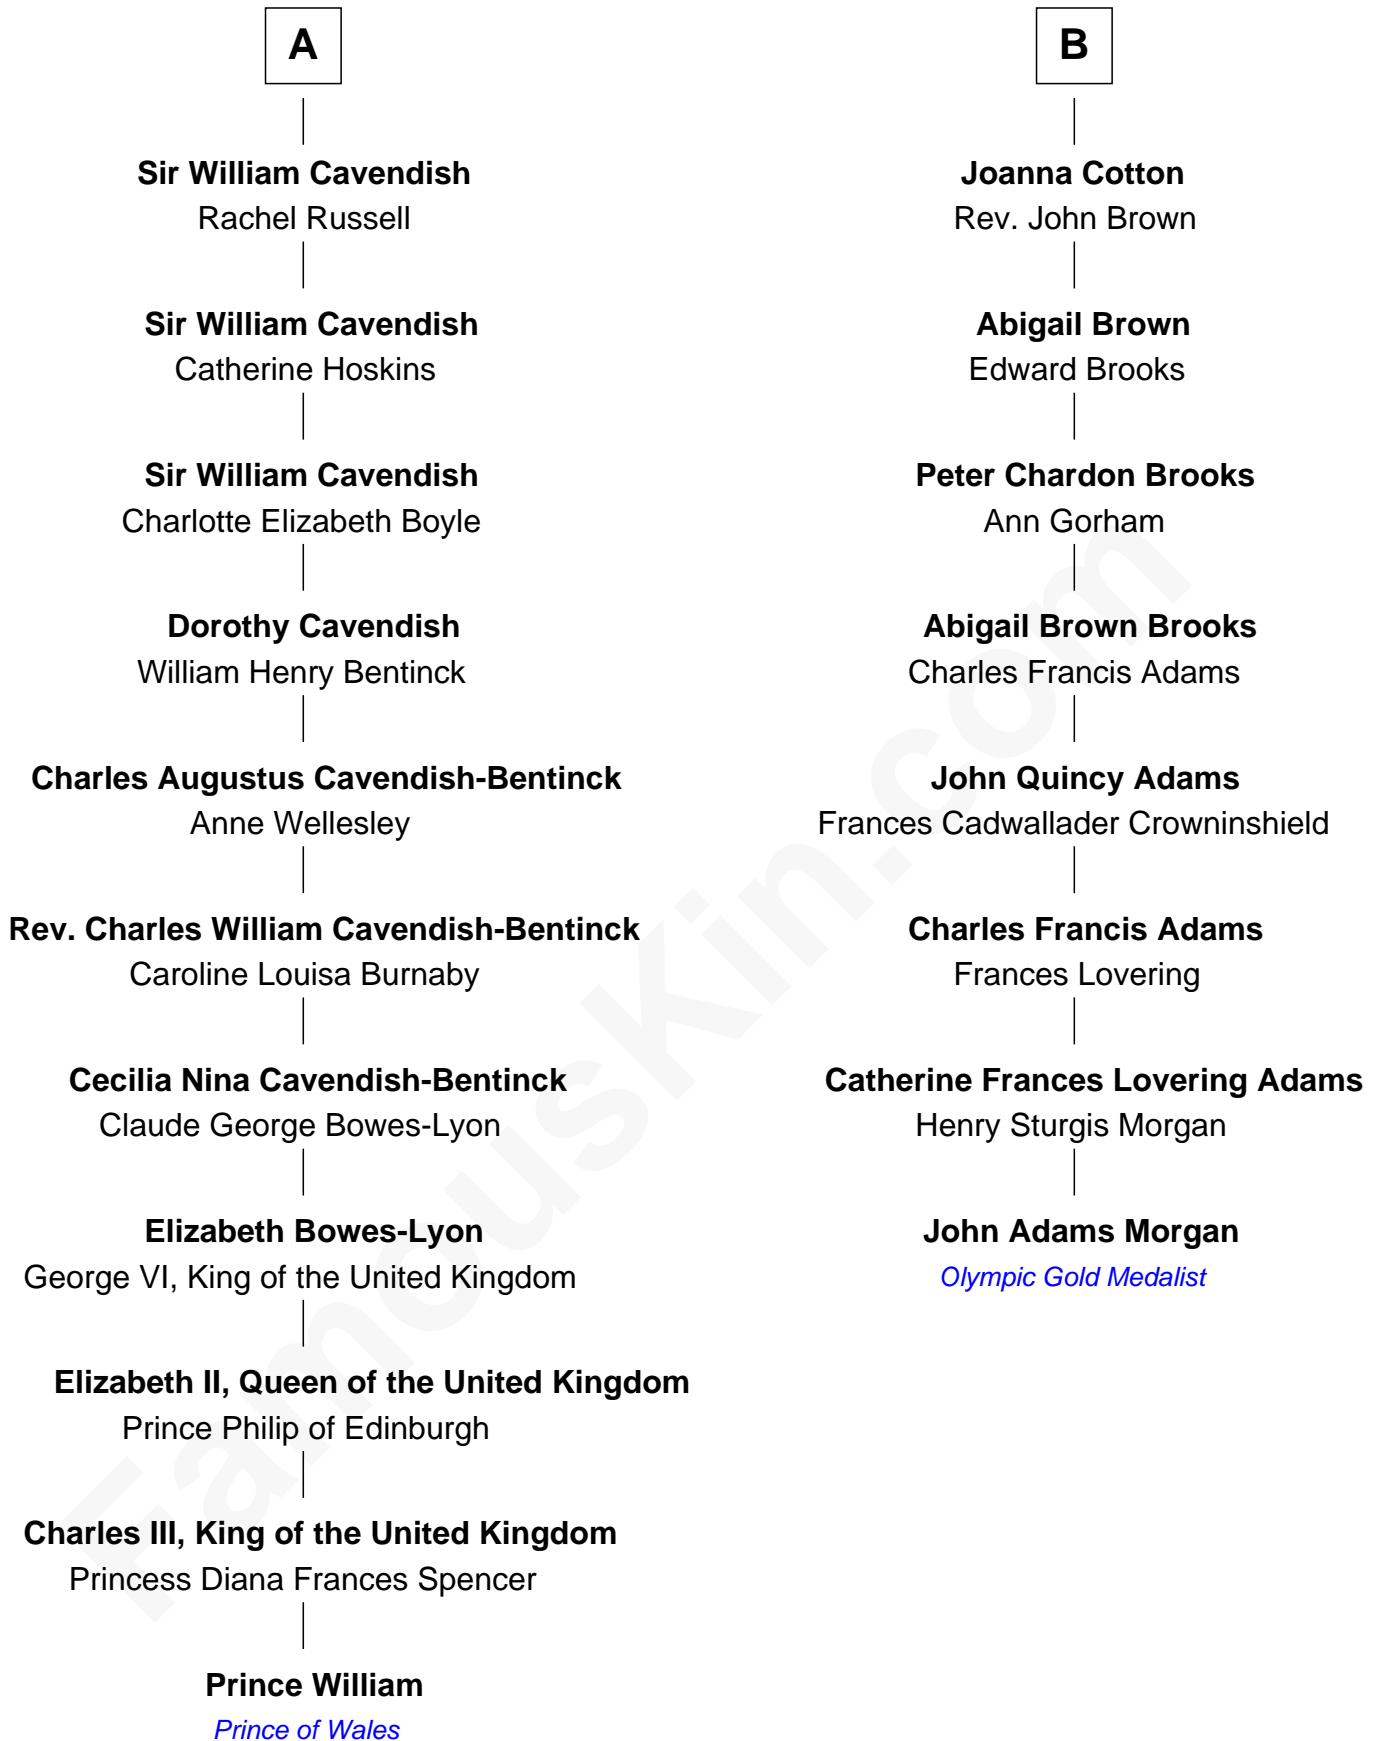 A
Sir William Cavendish
Rachel Russell
Sir William Cavendish
Catherine Hoskins
Sir William Cavendish
Charlotte Elizabeth Boyle
Dorothy Cavendish
William Henry Bentinck
Charles Augustus Cavendish-Bentinck
Anne Wellesley
Rev. Charles William Cavendish-Bentinck
Caroline Louisa Burnaby
Cecilia Nina Cavendish-Bentinck
Claude George Bowes-Lyon
Elizabeth Bowes-Lyon
George VI, King of the United Kingdom
Elizabeth II, Queen of the United Kingdom
Prince Philip of Edinburgh
Charles III, King of the United Kingdom
Princess Diana Frances Spencer
Prince William
Prince of Wales
B
Joanna Cotton
Rev. John Brown
Abigail Brown
Edward Brooks
Peter Chardon Brooks
Ann Gorham
Abigail Brown Brooks
Charles Francis Adams
John Quincy Adams
Frances Cadwallader Crowninshield
Charles Francis Adams
Frances Lovering
Catherine Frances Lovering Adams
Henry Sturgis Morgan
John Adams Morgan
Olympic Gold Medalist
FamousKin.com